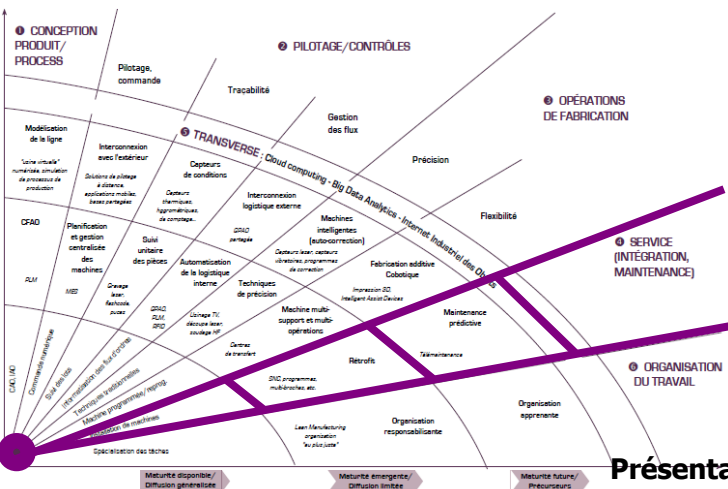 ❶ CONCEPTION
PRODUIT/
PROCESS
❷ PILOTAGE/CONTRÔLES
Pilotage,
commande
Traçabilité
Gestion
des flux
❸ OPÉRATIONS
DE FABRICATION
Précision
Flexibilité
❺ TRANSVERSE : Cloud computing - Big Data Analytics - Internet Industriel des Objets
❹ SERVICE
(INTÉGRATION,
MAINTENANCE)
❻ ORGANISATION
DU TRAVAIL
Modélisation
de la ligne
"usine virtuelle"
numérisée, simulation
de processus de
production
Interconnexion
avec l'extérieur
Solutions de pilotage
à distance,
applications mobiles,
bases partagées
Capteurs
de conditions
Capteurs
thermiques,
hygrométriques,
de comptage...
Interconnexion
logistique externe
GPAO
partagée
Machines
intelligentes
(auto-correction)
Capteurs laser, capteurs
vibratoires, programmes
de correction
Fabrication additive
Cobotique
Impression 3D,
Intelligent Assist Devices
Maintenance
prédictive
Télémaintenance
Organisation
apprenante
CFAO
PLM
Planification
et gestion
centralisée
des
machines
MES
Suivi
unitaire
des pièces
Gravage
laser,
flashcode,
puces
Automatisation
de la logistique
interne
GPAO,
PLM,
RFID
Techniques
de précision
Usinage TV,
découpe laser,
soudage HF
Machine multi-
support et multi-
opérations
Centres
de transfert
Rétrofit
SNC, programmes,
multi-broches, etc.
Organisation
responsabilisante
Lean Manufacturing
organisation
"au plus juste"
CAO, IAO
Commande numérique
Suivi des lots
Informatisation des flux d'ordres
Techniques traditionnelles
Machine programmée/reprog.
Installation de machines
Spécialisation des tâches
Maturité disponible/
Diffusion généralisée
Maturité émergente/
Diffusion limitée
Maturité future/
Précurseurs
Présenta